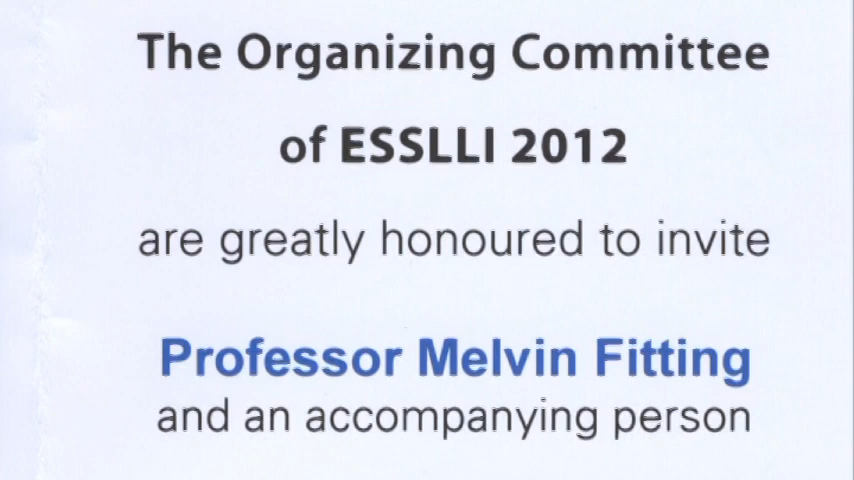 The Organizing Committee
of ESSLLI 2012
are greatly honoured to invite
Professor Melvin Fitting
and an accompanying person